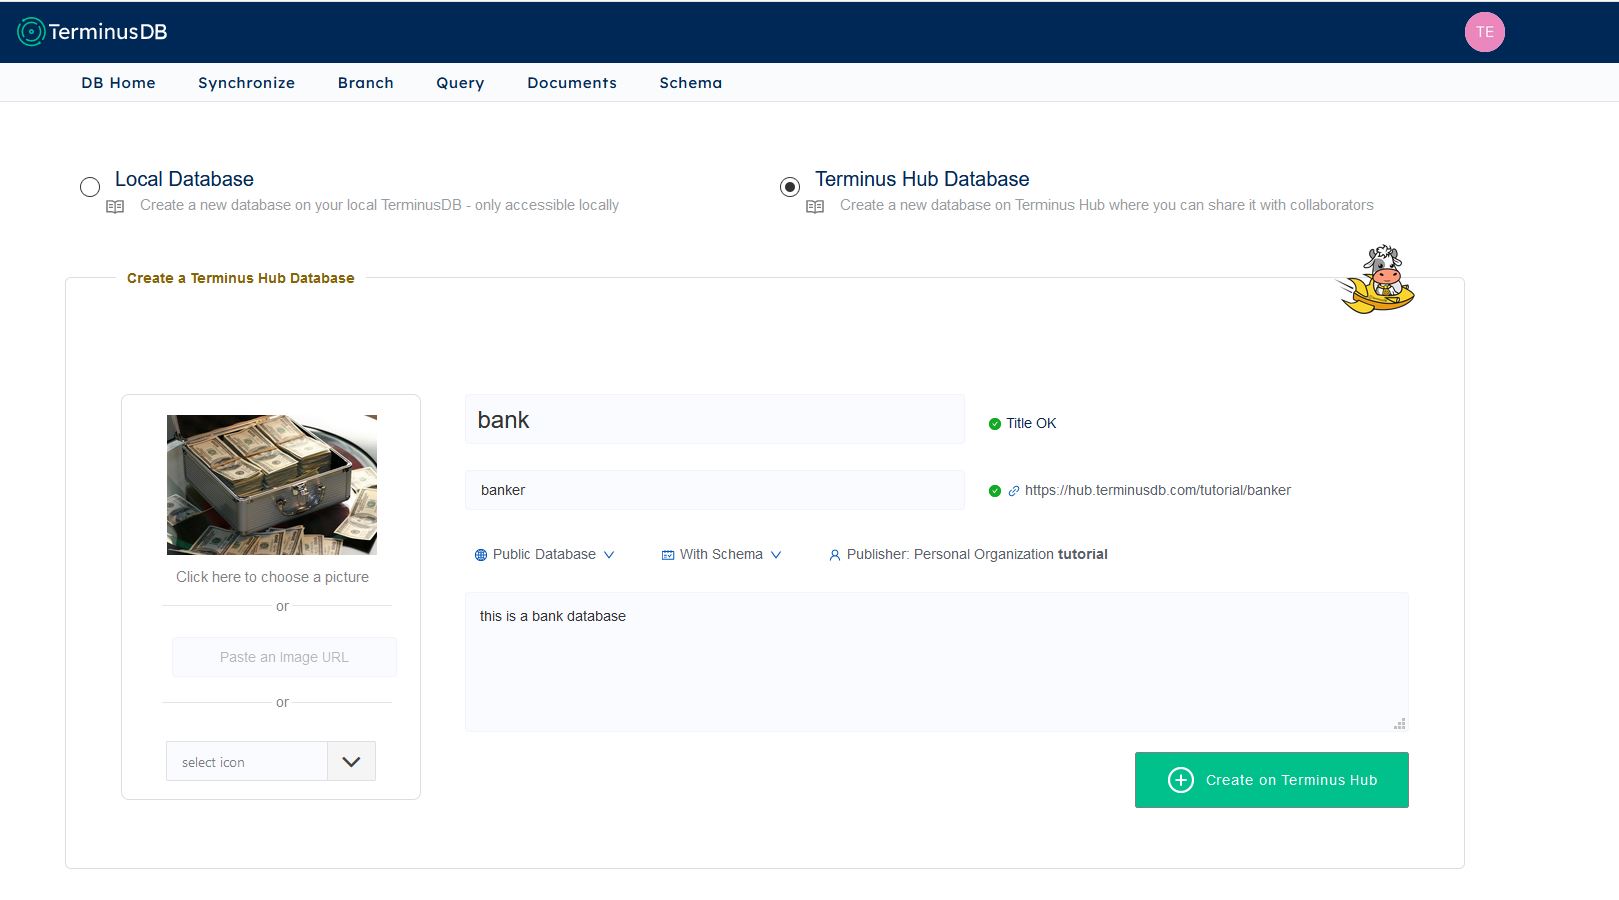 TerminusDB
TE
DB Home Synchronize Branch Query Documents Schema
Local Database
Create a new database on your local TerminusDB - only accessible locally
Terminus Hub Database
Create a new database on Terminus Hub where you can share it with collaborators
Create a Terminus Hub Database
Click here to choose a picture
or
Paste an Image URL
or
select icon
bank
Title OK
banker
https://hub.terminusdb.com/tutorial/banker
Public Database With Schema Publisher: Personal Organization tutorial
this is a bank database
Create on Terminus Hub